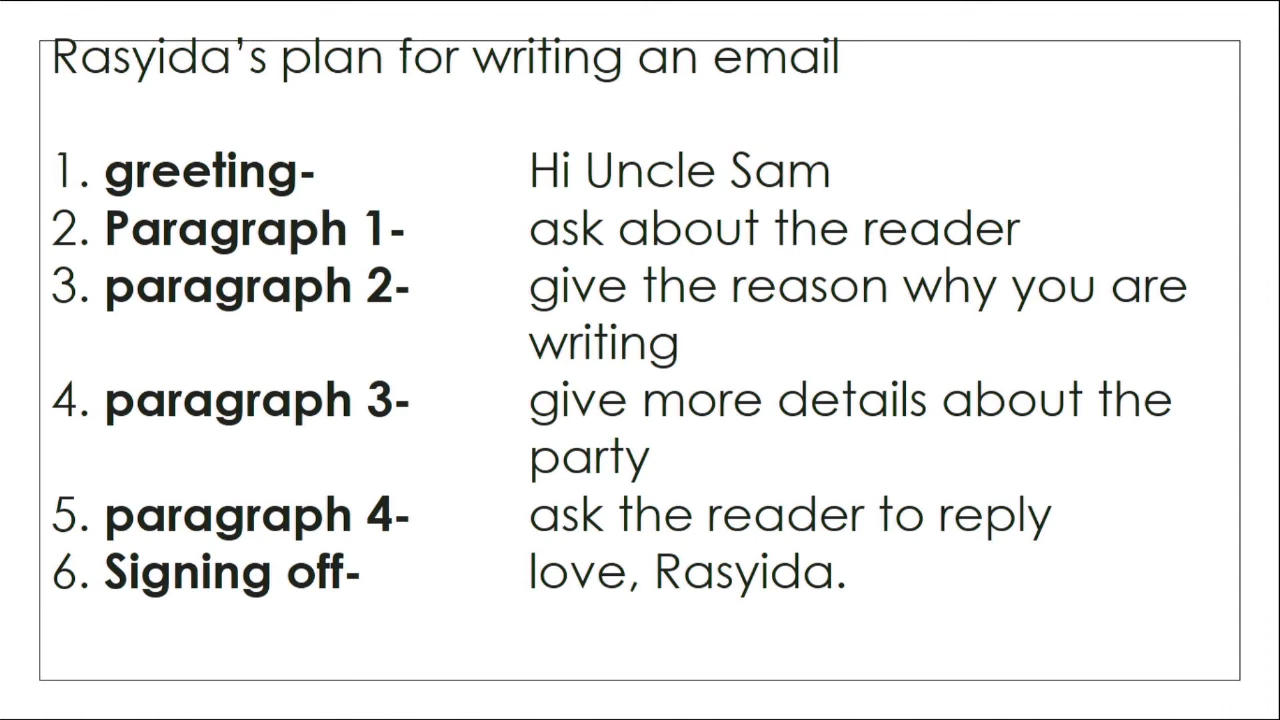 Rasyida’s plan for writing an email
1. greeting- Hi Uncle Sam
2. Paragraph 1- ask about the reader
3. paragraph 2- give the reason why you are
writing
4. paragraph 3- give more details about the
party
5. paragraph 4- ask the reader to reply
6. Signing off- love, Rasyida.